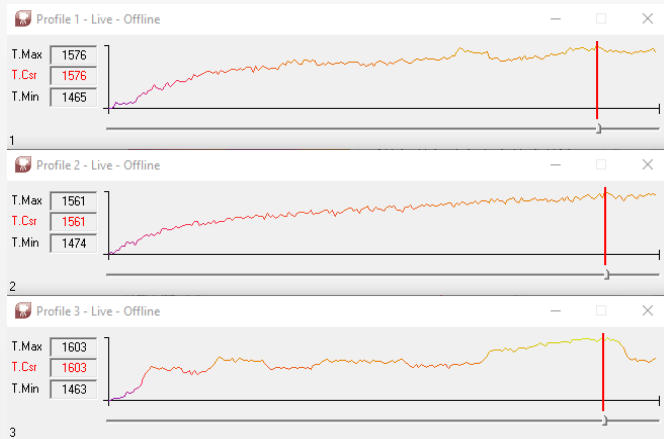 Profile 1 - Live - Offline
T.Max 1576
T.Csr 1576
T.Min 1465
1
Profile 2 - Live - Offline
T.Max 1561
T.Csr 1561
T.Min 1474
2
Profile 3 - Live - Offline
T.Max 1603
T.Csr 1603
T.Min 1463
3